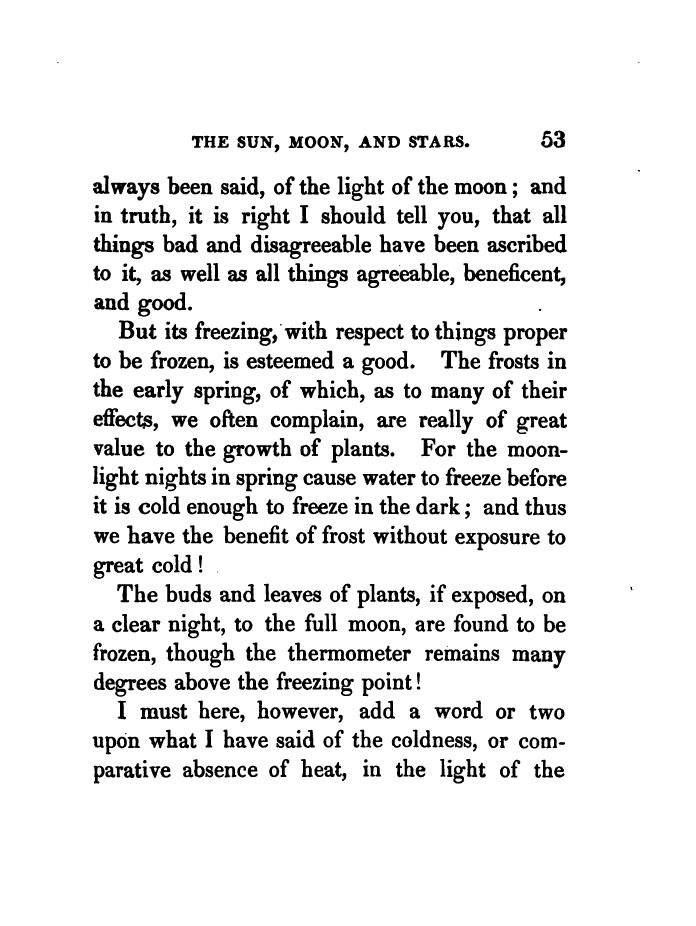 THE SUN, MOON, AND STARS. 53
always been said, of the light of the moon; and
in truth, it is right I should tell you, that all
things bad and disagreeable have been ascribed
to it, as well as all things agreeable, beneficent,
and good.
But its freezing, with respect to things proper
to be frozen, is esteemed a good. The frosts in
the early spring, of which, as to many of their
effects, we often complain, are really of great
value to the growth of plants. For the moon-
light nights in spring cause water to freeze before
it is cold enough to freeze in the dark; and thus
we have the benefit of frost without exposure to
great cold!
The buds and leaves of plants, if exposed, on
a clear night, to the full moon, are found to be
frozen, though the thermometer remains many
degrees above the freezing point!
I must here, however, add a word or two
upon what I have said of the coldness, or com-
parative absence of heat, in the light of the